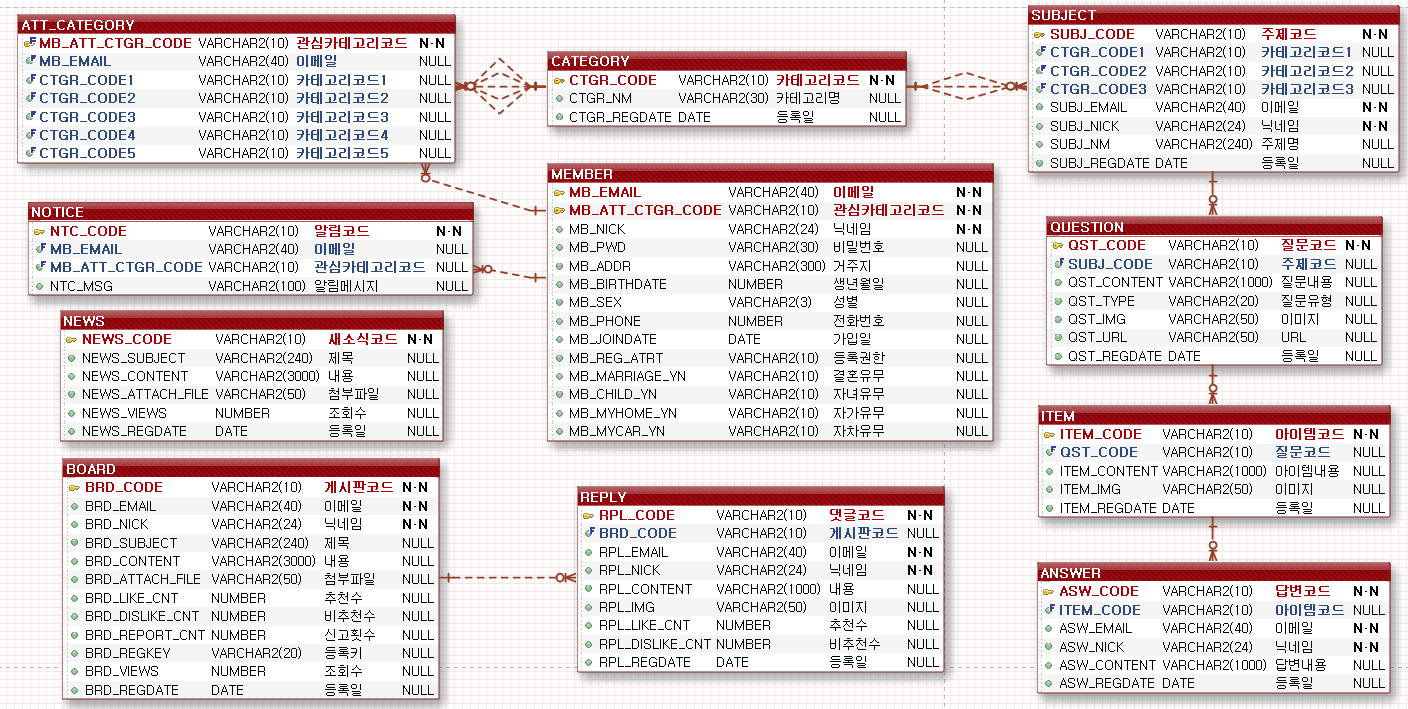 ATT_CATEGORY
MB_ATT_CTGR_CODE VARCHAR2(10) 관심카테고리코드 N-N
MB_EMAIL VARCHAR2(40) 이메일 NULL
CTGR_CODE1 VARCHAR2(10) 카테고리코드1 NULL
CTGR_CODE2 VARCHAR2(10) 카테고리코드2 NULL
CTGR_CODE3 VARCHAR2(10) 카테고리코드3 NULL
CTGR_CODE4 VARCHAR2(10) 카테고리코드4 NULL
CTGR_CODE5 VARCHAR2(10) 카테고리코드5 NULL
CATEGORY
CTGR_CODE VARCHAR2(10) 카테고리코드 N-N
CTGR_NM VARCHAR2(30) 카테고리명 NULL
CTGR_REGDATE DATE 등록일 NULL
SUBJECT
SUBJ_CODE VARCHAR2(10) 주제코드 N-N
CTGR_CODE1 VARCHAR2(10) 카테고리코드1 NULL
CTGR_CODE2 VARCHAR2(10) 카테고리코드2 NULL
CTGR_CODE3 VARCHAR2(10) 카테고리코드3 NULL
SUBJ_EMAIL VARCHAR2(40) 이메일 N-N
SUBJ_NICK VARCHAR2(24) 닉네임 N-N
SUBJ_NM VARCHAR2(240) 주제명 NULL
SUBJ_REGDATE DATE 등록일 NULL
NOTICE
NTC_CODE VARCHAR2(10) 알림코드 N-N
MB_EMAIL VARCHAR2(40) 이메일 NULL
MB_ATT_CTGR_CODE VARCHAR2(10) 관심카테고리코드 NULL
NTC_MSG VARCHAR2(100) 알림메시지 NULL
MEMBER
MB_EMAIL VARCHAR2(40) 이메일 N-N
MB_ATT_CTGR_CODE VARCHAR2(10) 관심카테고리코드 N-N
MB_NICK VARCHAR2(24) 닉네임 N-N
MB_PWD VARCHAR2(30) 비밀번호 NULL
MB_ADDR VARCHAR2(300) 거주지 NULL
MB_BIRTHDATE NUMBER 생년월일 NULL
MB_SEX VARCHAR2(3) 성별 NULL
MB_PHONE NUMBER 전화번호 NULL
MB_JOINDATE DATE 가입일 NULL
MB_REG_ATRT VARCHAR2(10) 등록권한 NULL
MB_MARRIAGE_YN VARCHAR2(10) 결혼유무 NULL
MB_CHILD_YN VARCHAR2(10) 자녀유무 NULL
MB_MYHOME_YN VARCHAR2(10) 자가유무 NULL
MB_MYCAR_YN VARCHAR2(10) 자차유무 NULL
QUESTION
QST_CODE VARCHAR2(10) 질문코드 N-N
SUBJ_CODE VARCHAR2(10) 주제코드 NULL
QST_CONTENT VARCHAR2(1000) 질문내용 NULL
QST_TYPE VARCHAR2(20) 질문유형 NULL
QST_IMG VARCHAR2(50) 이미지 NULL
QST_URL VARCHAR2(50) URL NULL
QST_REGDATE DATE 등록일 NULL
NEWS
NEWS_CODE VARCHAR2(10) 새소식코드 N-N
NEWS_SUBJECT VARCHAR2(240) 제목 NULL
NEWS_CONTENT VARCHAR2(3000) 내용 NULL
NEWS_ATTACH_FILE VARCHAR2(50) 첨부파일 NULL
NEWS_VIEWS NUMBER 조회수 NULL
NEWS_REGDATE DATE 등록일 NULL
ITEM
ITEM_CODE VARCHAR2(10) 아이템코드 N-N
QST_CODE VARCHAR2(10) 질문코드 NULL
ITEM_CONTENT VARCHAR2(1000) 아이템내용 NULL
ITEM_IMG VARCHAR2(50) 이미지 NULL
ITEM_REGDATE DATE 등록일 NULL
BOARD
BRD_CODE VARCHAR2(10) 게시판코드 N-N
BRD_EMAIL VARCHAR2(40) 이메일 N-N
BRD_NICK VARCHAR2(24) 닉네임 N-N
BRD_SUBJECT VARCHAR2(240) 제목 NULL
BRD_CONTENT VARCHAR2(3000) 내용 NULL
BRD_ATTACH_FILE VARCHAR2(50) 첨부파일 NULL
BRD_LIKE_CNT NUMBER 추천수 NULL
BRD_DISLIKE_CNT NUMBER 비추천수 NULL
BRD_REPORT_CNT NUMBER 신고횟수 NULL
BRD_REGKEY VARCHAR2(20) 등록키 NULL
BRD_VIEWS NUMBER 조회수 NULL
BRD_REGDATE DATE 등록일 NULL
REPLY
RPL_CODE VARCHAR2(10) 댓글코드 N-N
BRD_CODE VARCHAR2(10) 게시판코드 NULL
RPL_EMAIL VARCHAR2(40) 이메일 N-N
RPL_NICK VARCHAR2(24) 닉네임 N-N
RPL_CONTENT VARCHAR2(1000) 내용 NULL
RPL_IMG VARCHAR2(50) 이미지 NULL
RPL_LIKE_CNT NUMBER 추천수 NULL
RPL_DISLIKE_CNT NUMBER 비추천수 NULL
RPL_REGDATE DATE 등록일 NULL
ANSWER
ASW_CODE VARCHAR2(10) 답변코드 N-N
ITEM_CODE VARCHAR2(10) 아이템코드 NULL
ASW_EMAIL VARCHAR2(40) 이메일 N-N
ASW_NICK VARCHAR2(24) 닉네임 N-N
ASW_CONTENT VARCHAR2(1000) 답변내용 NULL
ASW_REGDATE DATE 등록일 NULL